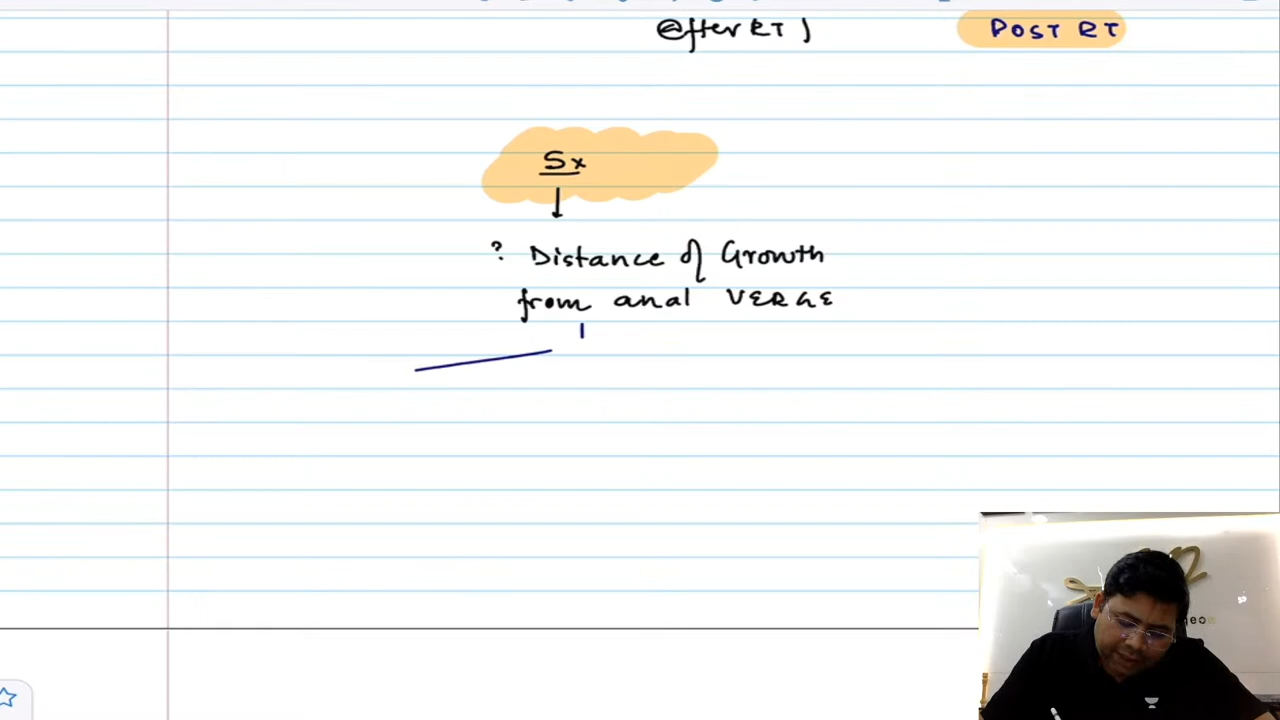 @fter RT)
POST RT
Sx
? Distance of Growth
from anal VERGE